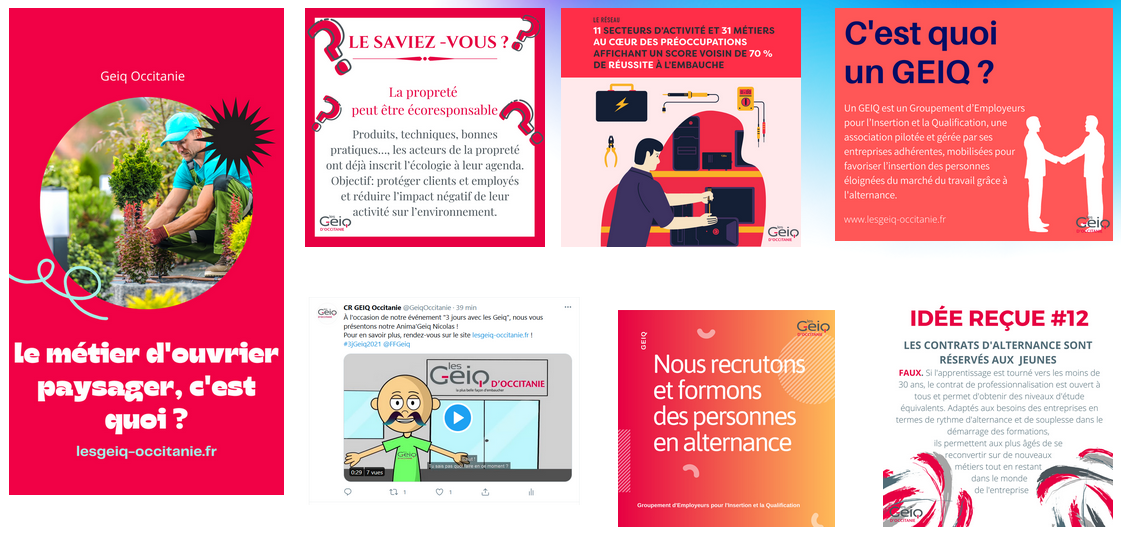 Geiq Occitanie
le métier d'ouvrier
paysager, c'est
quoi ?
lesgeiq-occitanie.fr
LE SAVIEZ -VOUS ?
La propreté
peut être écoresponsable
Produits, techniques, bonnes
pratiques..., les acteurs de la propreté
ont déjà inscrit l'écologie à leur agenda.
Objectif: protéger clients et employés
et réduire l'impact négatif de leur
activité sur l'environnement.
les
Geiq
D'OCCITANIE
LE RÉSEAU
11 SECTEURS D'ACTIVITÉ ET 31 MÉTIERS
AU CŒUR DES PRÉOCCUPATIONS
AFFICHANT UN SCORE VOISIN DE 70 %
DE RÉUSSITE À L'EMBAUCHE
les
Geiq
D'OCCITANIE
C'est quoi
un GEIQ ?
Un GEIQ est un Groupement d'Employeurs
pour l'Insertion et la Qualification, une
association pilotée et gérée par ses
entreprises adhérentes, mobilisées pour
favoriser l'insertion des personnes
éloignées du marché du travail grâce à
l'alternance.
www.lesgeiq-occitanie.fr
les
Geiq
D'OCCITANIE
Geiq
CR GEIQ Occitanie @GeiqOccitanie · 39 min
À l'occasion de notre événement "3 jours avec les Geiq", nous vous
présentons notre Anima'Geiq Nicolas !
Pour en savoir plus, rendez-vous sur le site lesgeiq-occitanie.fr !
#3jGeiq2021 @FFGeiq
les
Geiq D'OCCITANIE
la plus belle façon d'embaucher
Geiq
0:29 7 vues
1
1
GEIQ
les
Geiq
D'OCCITANIE
Nous recrutons
et formons
des personnes
en alternance
Groupement d'Employeurs pour l'Insertion et la Qualification
IDÉE REÇUE #12
LES CONTRATS D'ALTERNANCE SONT
RÉSERVÉS AUX JEUNES
FAUX. Si l'apprentissage est tourné vers les moins de
30 ans, le contrat de professionnalisation est ouvert à
tous et permet d'obtenir des niveaux d'étude
équivalents. Adaptés aux besoins des entreprises en
termes de rythme d'alternance et de souplesse dans le
démarrage des formations,
ils permettent aux plus âgés de se
reconvertir sur de nouveaux
métiers tout en restant
dans le monde
de l'entreprise
les
Geiq
D'OCCITANIE